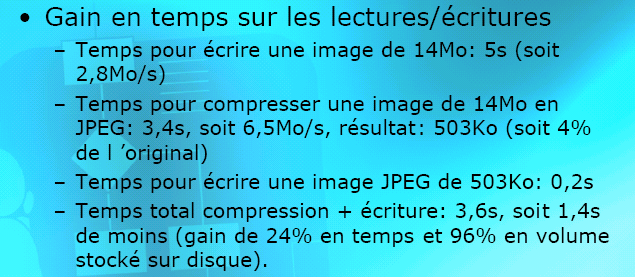 • Gain en temps sur les lectures/écritures
– Temps pour écrire une image de 14Mo: 5s (soit
2,8Mo/s)
– Temps pour compresser une image de 14Mo en
JPEG: 3,4s, soit 6,5Mo/s, résultat: 503Ko (soit 4%
de l ’original)
– Temps pour écrire une image JPEG de 503Ko: 0,2s
– Temps total compression + écriture: 3,6s, soit 1,4s
de moins (gain de 24% en temps et 96% en volume
stocké sur disque).